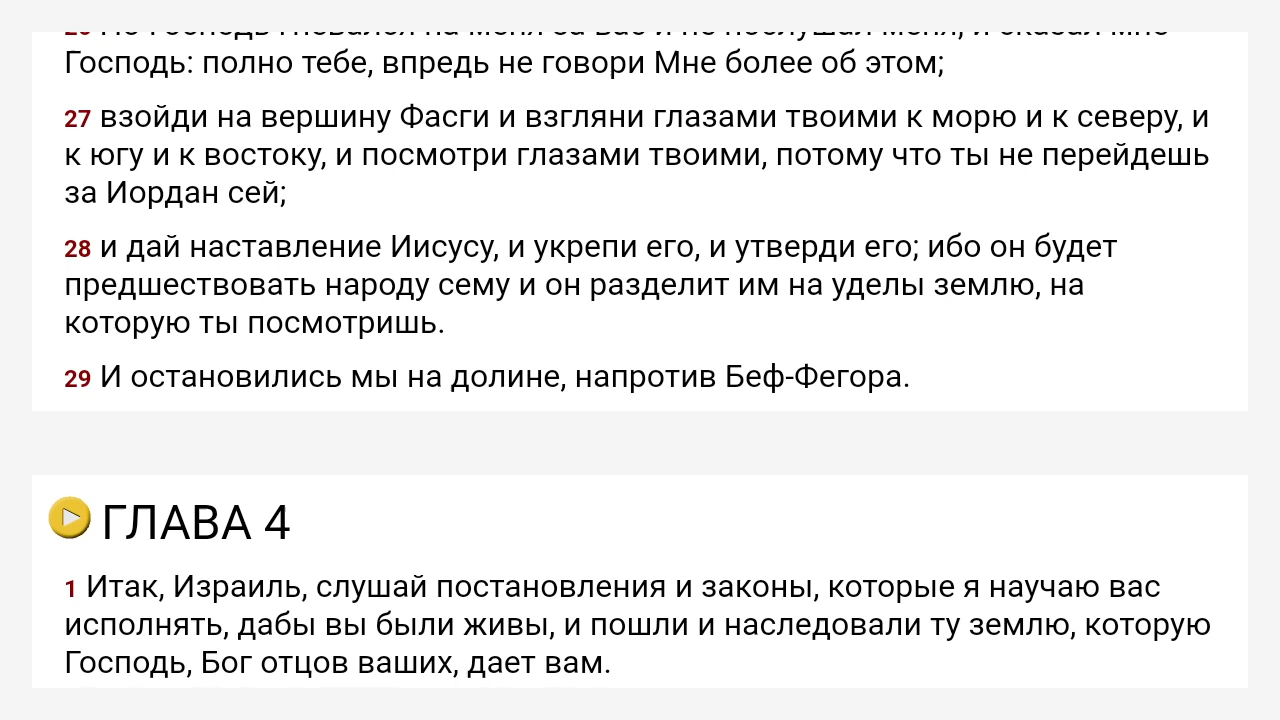 Господь: полно тебе, впредь не говори Мне более об этом;
27 взойди на вершину Фасги и взгляни глазами твоими к морю и к северу, и
к югу и к востоку, и посмотри глазами твоими, потому что ты не перейдешь
за Иордан сей;
28 и дай наставление Иисусу, и укрепи его, и утверди его; ибо он будет
предшествовать народу сему и он разделит им на уделы землю, на
которую ты посмотришь.
29 И остановились мы на долине, напротив Беф-Фегора.
ГЛАВА 4
1 Итак, Израиль, слушай постановления и законы, которые я научаю вас
исполнять, дабы вы были живы, и пошли и наследовали ту землю, которую
Господь, Бог отцов ваших, дает вам.